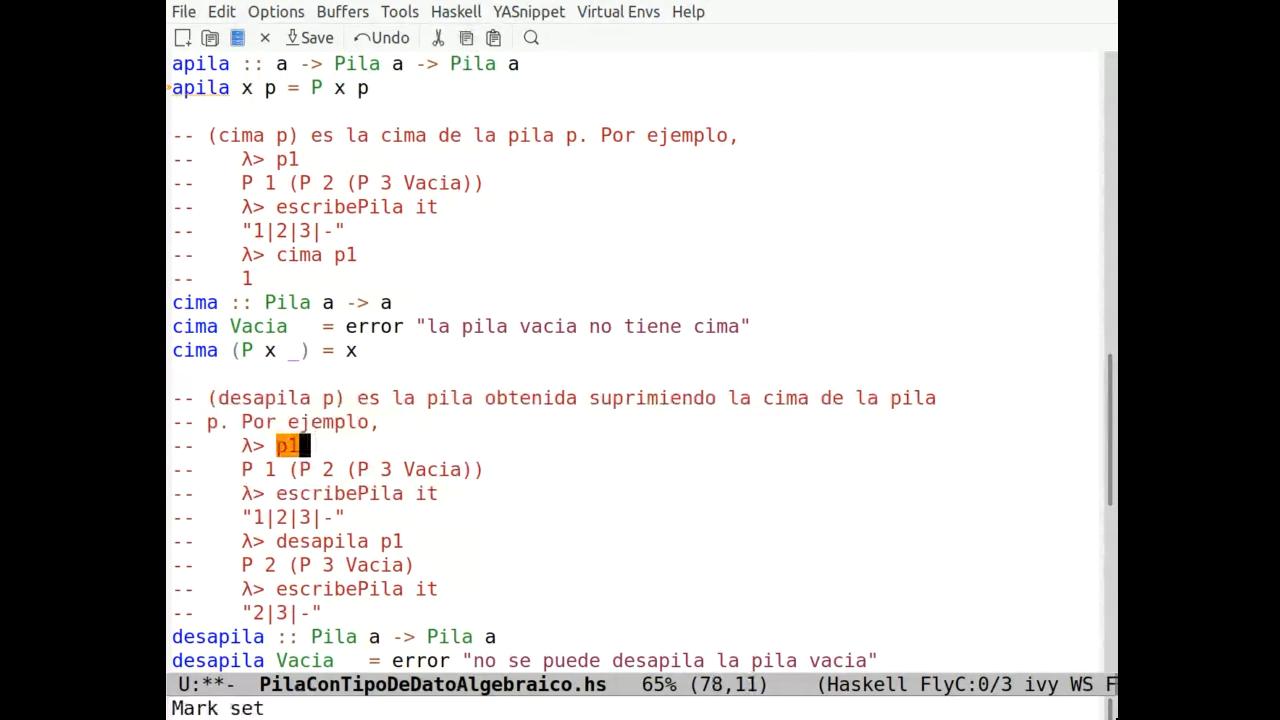 File Edit Options Buffers Tools Haskell YASnippet Virtual Envs Help
Save Undo
apila :: a -> Pila a -> Pila a
apila x p = P x p
-- (cima p) es la cima de la pila p. Por ejemplo,
--    λ> p1
--    P 1 (P 2 (P 3 Vacia))
--    λ> escribePila it
--    "1|2|3|-"
--    λ> cima p1
--    1
cima :: Pila a -> a
cima Vacia   = error "la pila vacia no tiene cima"
cima (P x _) = x
-- (desapila p) es la pila obtenida suprimiendo la cima de la pila
-- p. Por ejemplo,
--    λ> p1
--    P 1 (P 2 (P 3 Vacia))
--    λ> escribePila it
--    "1|2|3|-"
--    λ> desapila p1
--    P 2 (P 3 Vacia)
--    λ> escribePila it
--    "2|3|-"
desapila :: Pila a -> Pila a
desapila Vacia   = error "no se puede desapila la pila vacia"
U:**-  PilaConTipoDeDatoAlgebraico.hs   65% (78,11)    (Haskell FlyC:0/3 ivy WS F
Mark set